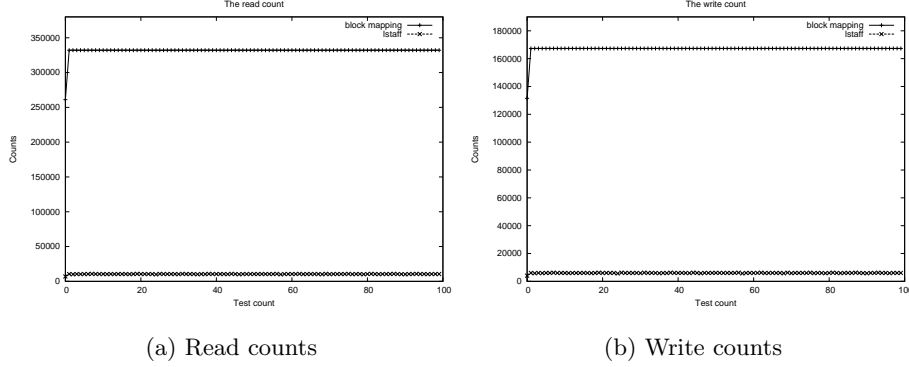 The read count
block mapping
lstaff
350000
300000
250000
200000
150000
100000
50000
0
Counts
0 20 40 60 80 100
Test count
(a) Read counts
The write count
block mapping
lstaff
180000
160000
140000
120000
100000
80000
60000
40000
20000
0
Counts
0 20 40 60 80 100
Test count
(b) Write counts